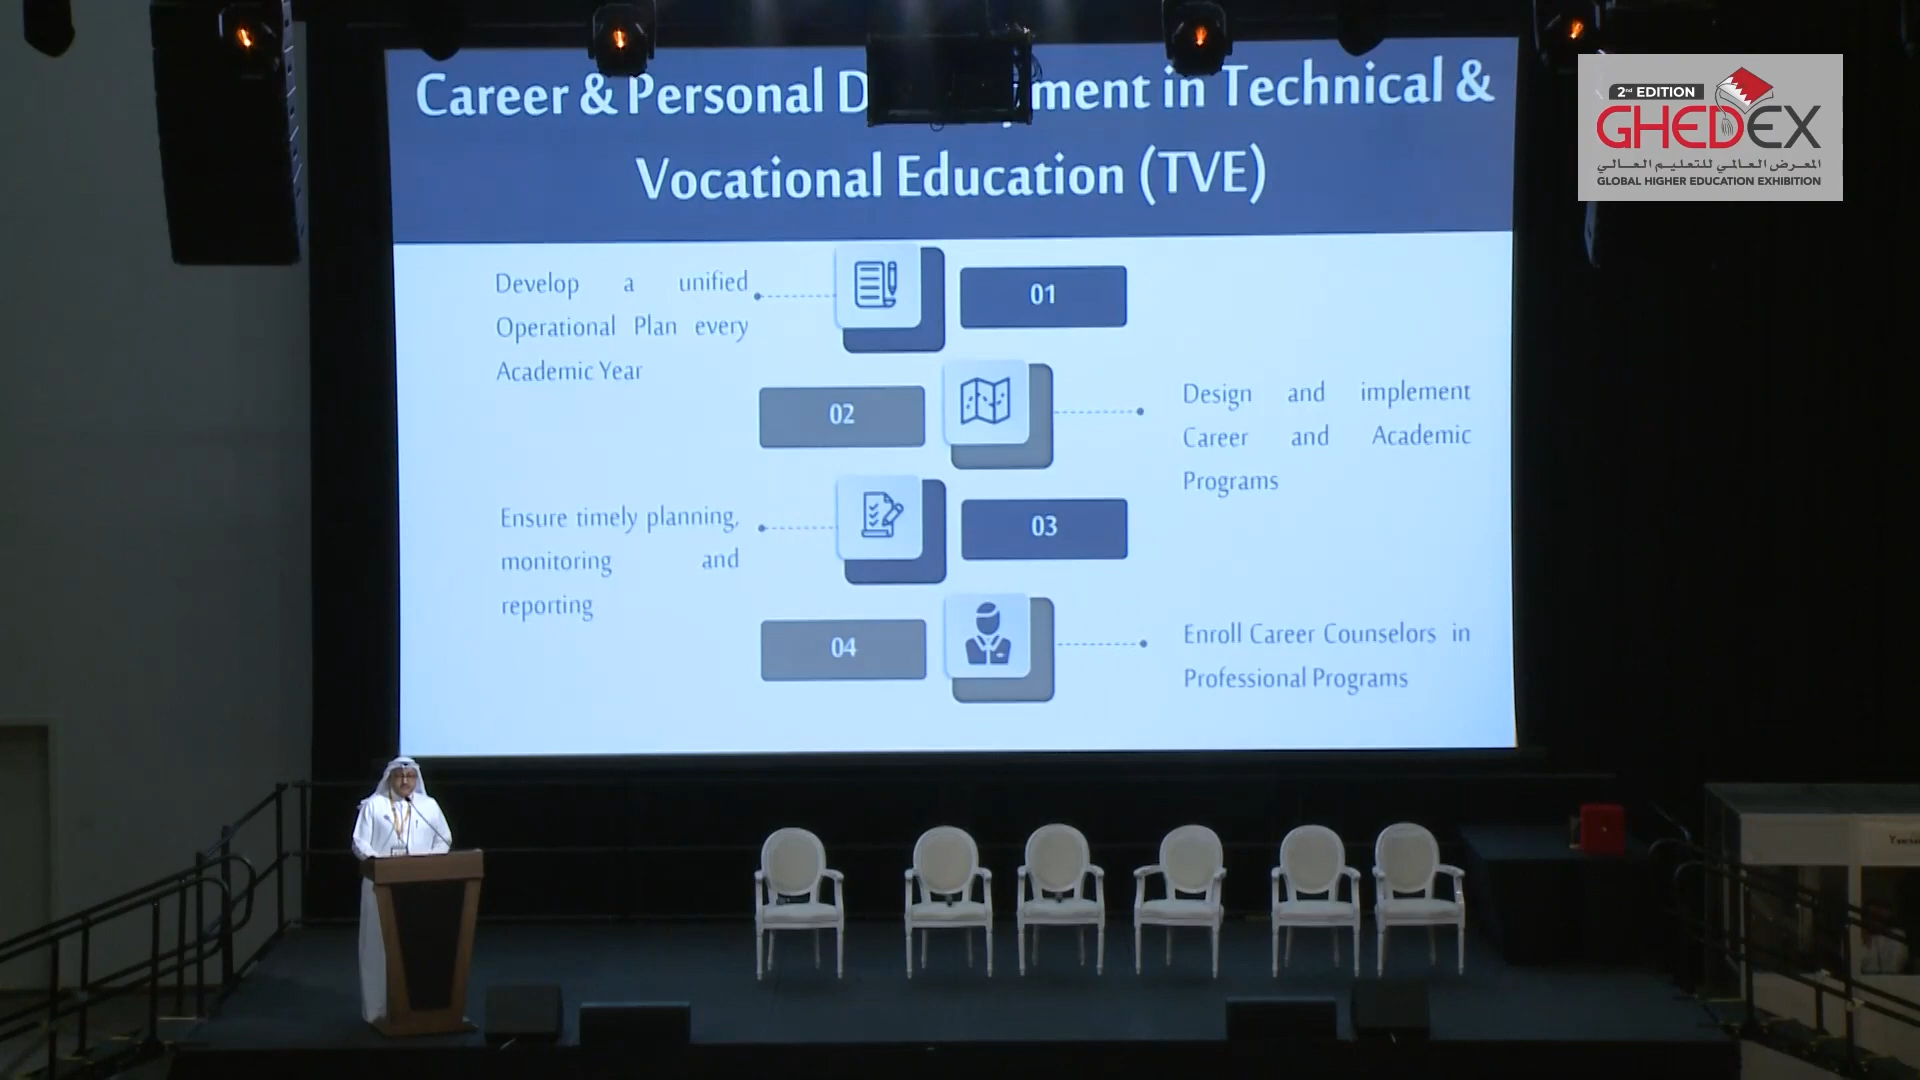 Career & Personal D ment in Technical &
Vocational Education (TVE)
2nd EDITION
GHEDEX
المعرض العالمي للتعليم العالي
GLOBAL HIGHER EDUCATION EXHIBITION
Develop a unified
Operational Plan every
Academic Year
01
02
Design and implement
Career and Academic
Programs
Ensure timely planning,
monitoring and
reporting
03
04
Enroll Career Counselors in
Professional Programs